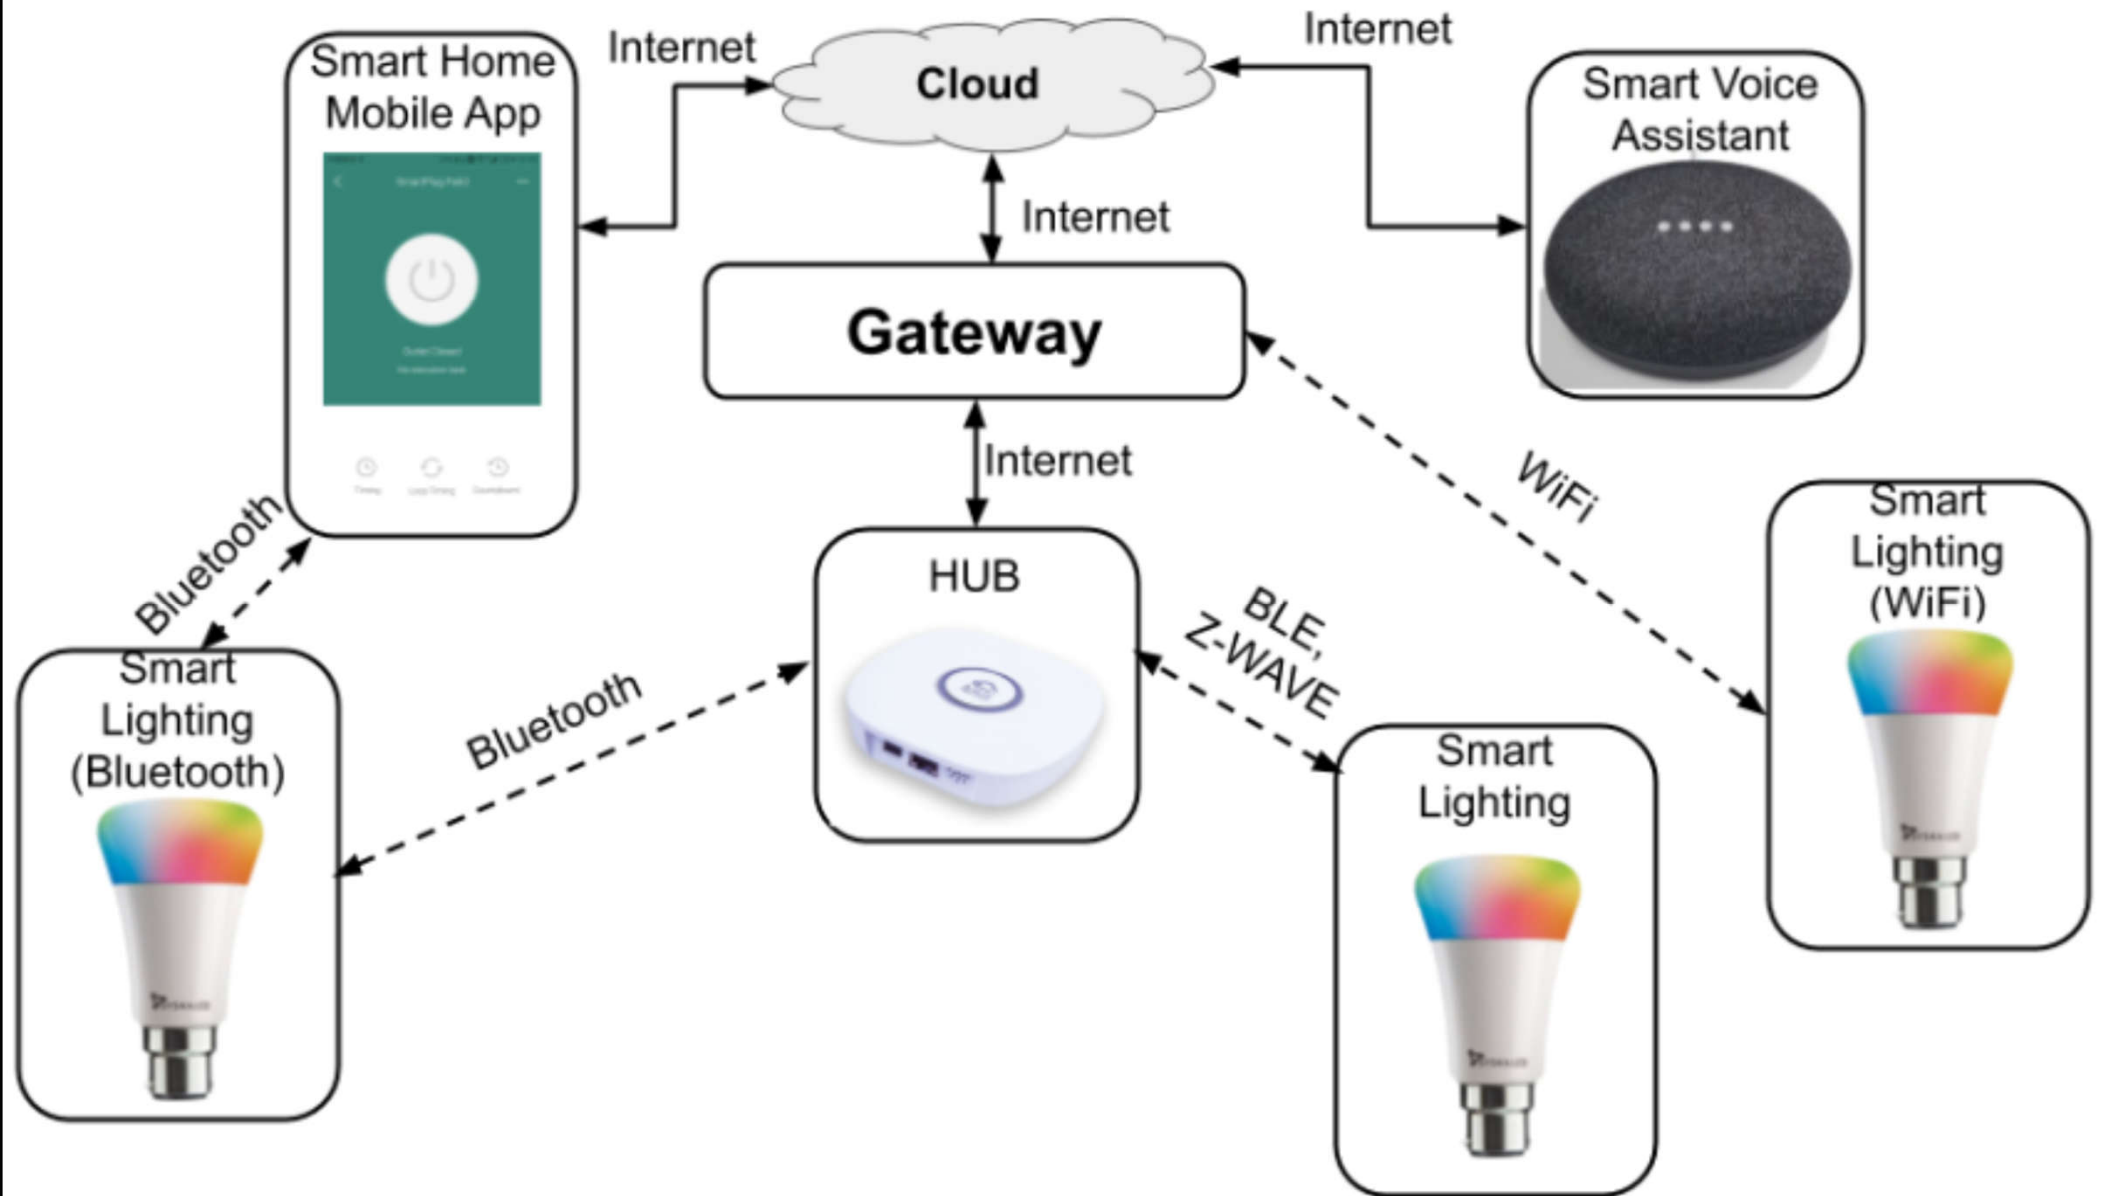 Smart Home
Mobile App
Internet
Cloud
Internet
Smart Voice
Assistant
Internet
Gateway
Internet
WiFi
Smart
Lighting
(WiFi)
Bluetooth
HUB
BLE,
Z-WAVE
Smart
Lighting
(Bluetooth)
Bluetooth
Smart
Lighting